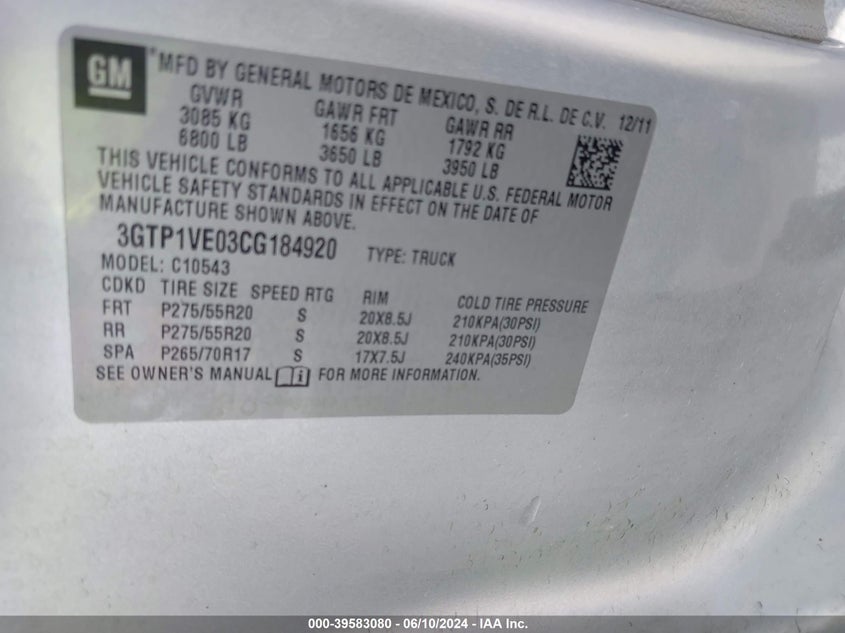 GM
*MFD BY GENERAL MOTORS DE MEXICO, S. DE R.L. DE C.V. 12/11
GVWR GAWR FRT GAWR RR
3085 KG 1656 KG 1792 KG
6800 LB 3650 LB 3950 LB
THIS VEHICLE CONFORMS TO ALL APPLICABLE U.S. FEDERAL MOTOR
VEHICLE SAFETY STANDARDS IN EFFECT ON THE DATE OF
MANUFACTURE SHOWN ABOVE.
3GTP1VE03CG184920 TYPE: TRUCK
MODEL: C10543
CDKD TIRE SIZE SPEED RTG RIM COLD TIRE PRESSURE
FRT P275/55R20 S 20X8.5J 210KPA(30PSI)
RR P275/55R20 S 20X8.5J 210KPA(30PSI)
SPA P265/70R17 S 17X7.5J 240KPA(35PSI)
SEE OWNER'S MANUAL FOR MORE INFORMATION.
000-39583080 - 06/10/2024 - IAA Inc.